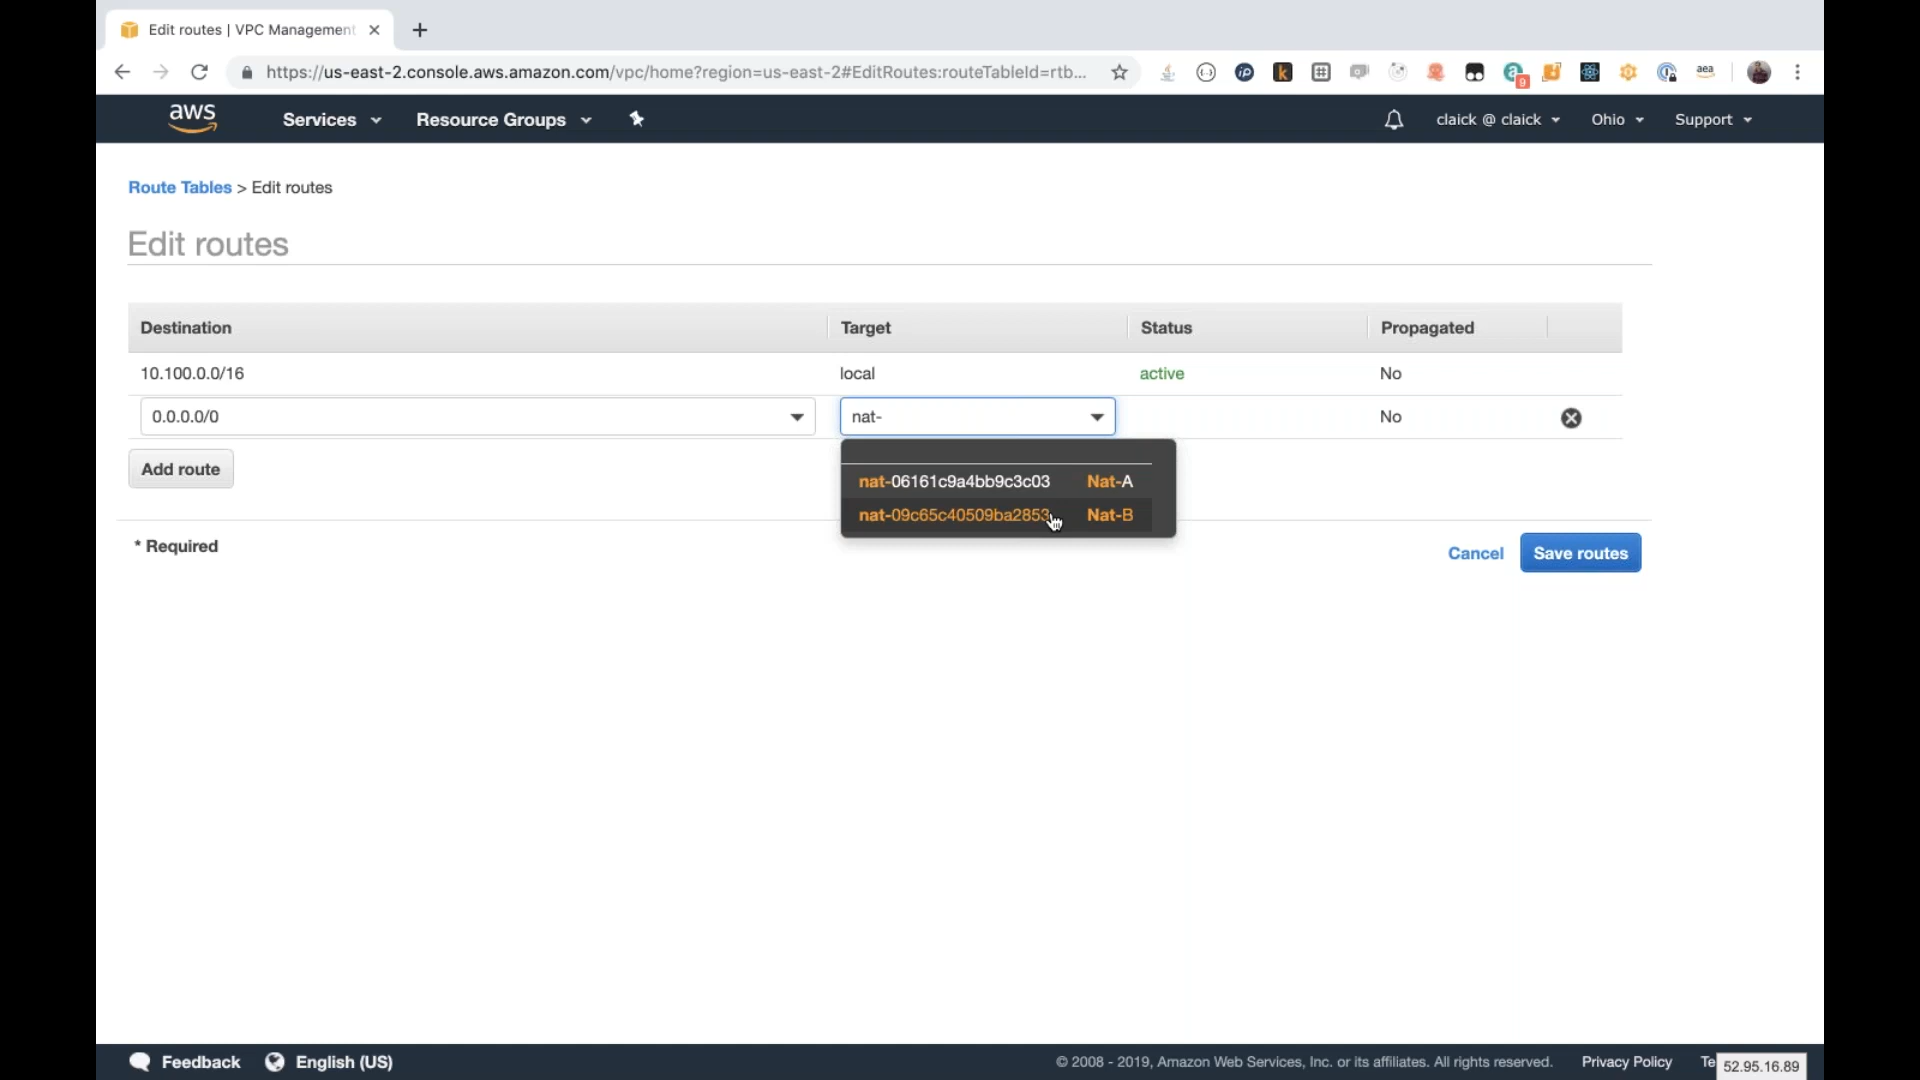 Edit routes | VPC Management
https://us-east-2.console.aws.amazon.com/vpc/home?region=us-east-2#EditRoutes:routeTableId=rtb...
iP
k
a
9
aea
aws
Services
Resource Groups
claick @ claick
Ohio
Support
Route Tables > Edit routes
Edit routes
Destination Target Status Propagated
10.100.0.0/16 local active No
0.0.0.0/0 nat- No
Add route
nat-06161c9a4bb9c3c03 Nat-A
nat-09c65c40509ba2853 Nat-B
* Required
Cancel
Save routes
Feedback
English (US)
© 2008 - 2019, Amazon Web Services, Inc. or its affiliates. All rights reserved.
Privacy Policy
Te
52.95.16.89